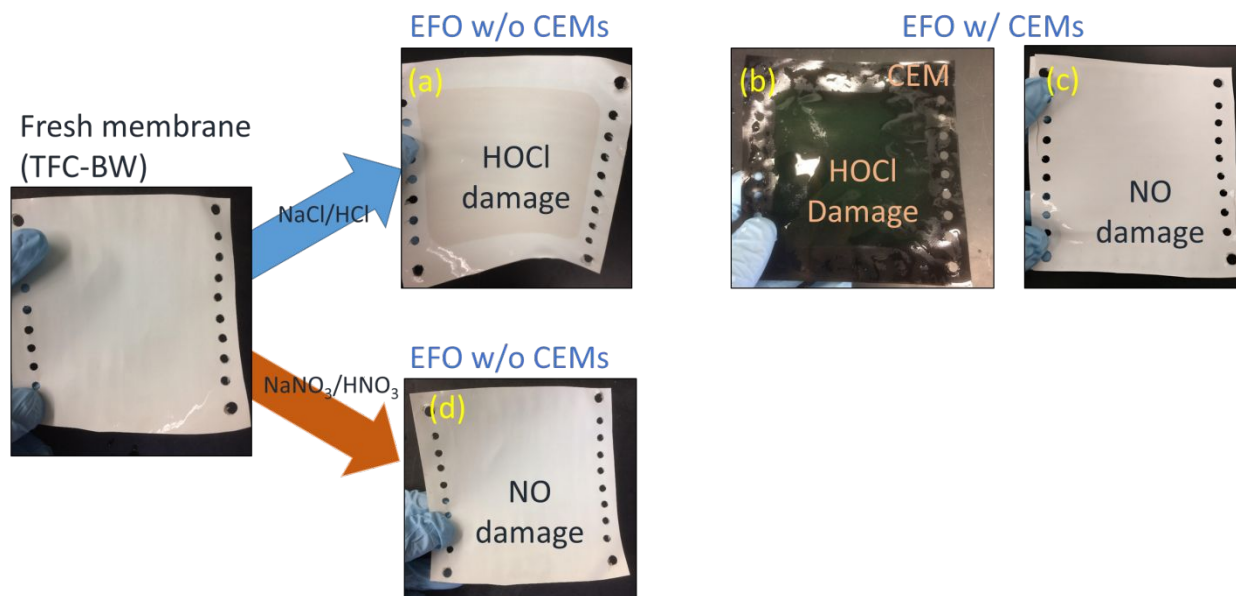 EFO w/o CEMs
EFO w/ CEMs
(a)
HOCl
damage
(b)
CEM
HOCl
Damage
(c)
NO
damage
Fresh membrane
(TFC-BW)
NaCl/HCl
EFO w/o CEMs
NaNO₃/HNO₃
(d)
NO
damage